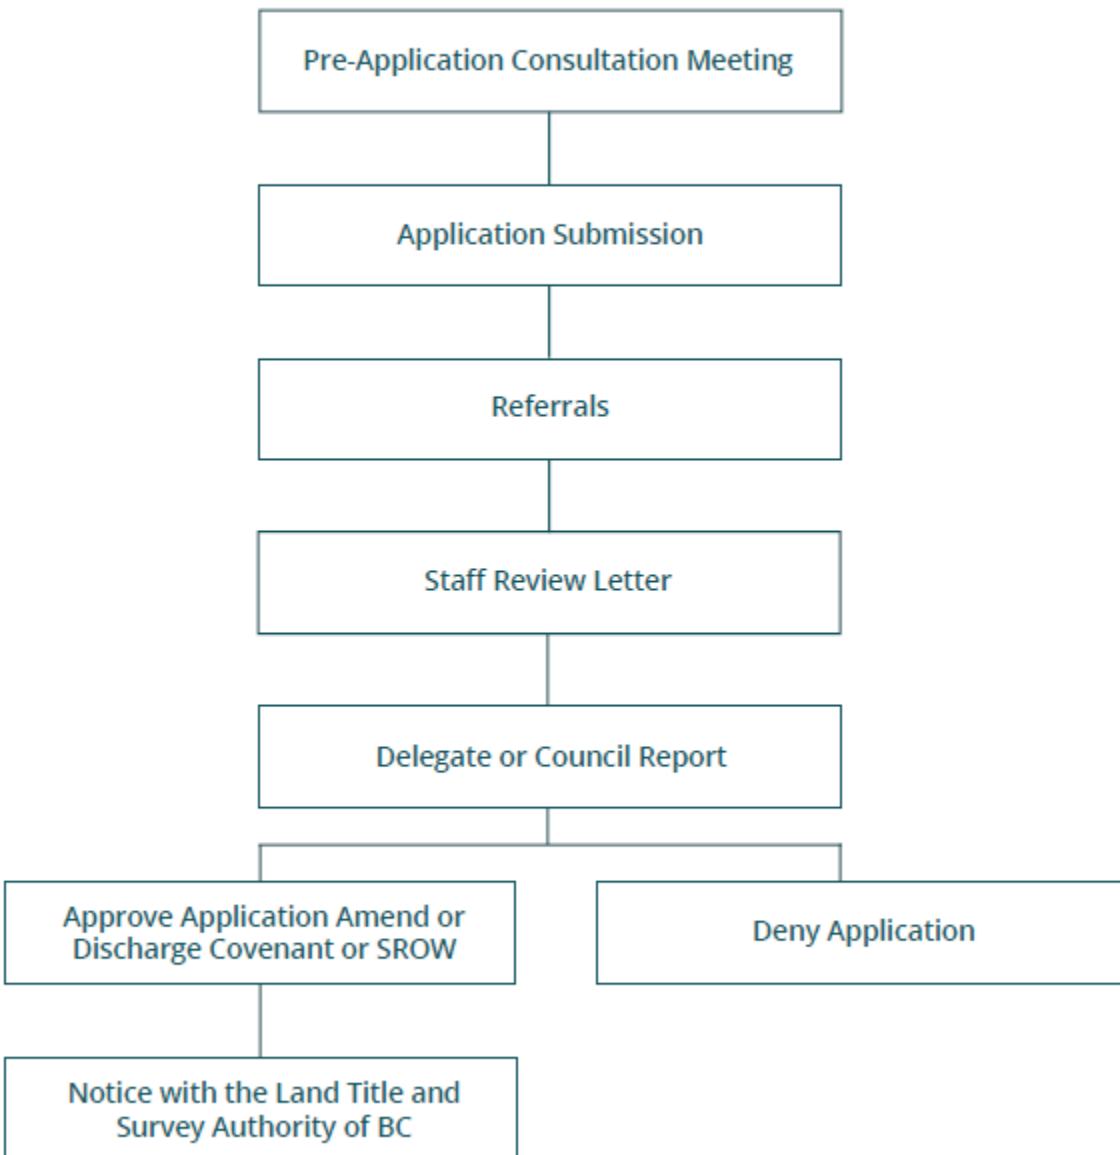 Pre-Application Consultation Meeting
Application Submission
Referrals
Staff Review Letter
Delegate or Council Report
Approve Application Amend or
Discharge Covenant or SROW
Deny Application
Notice with the Land Title and
Survey Authority of BC